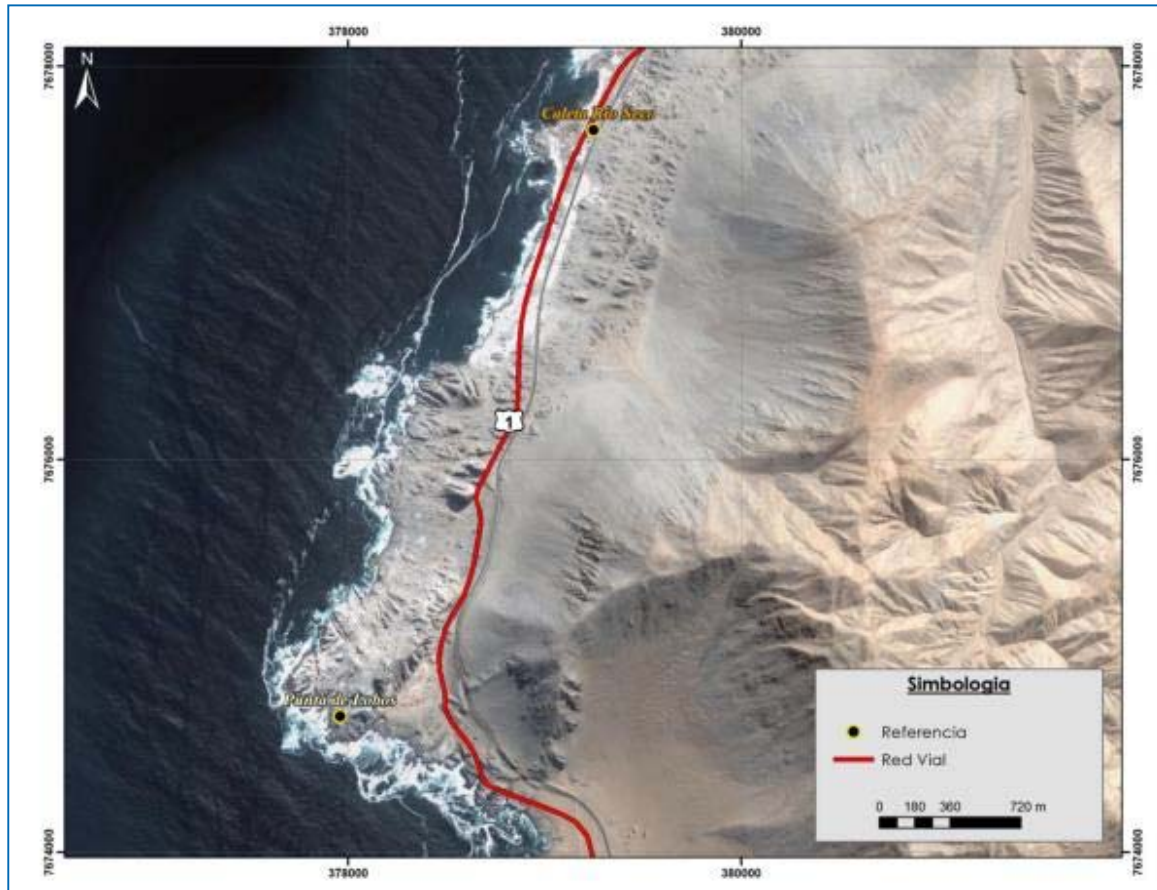 378000 380000
7678000 7678000
N
Caleta Río Seco
1
7676000 7676000
Punta de Lobos
Simbologia
Referencia
Red Vial
0 180 360 720 m
7674000 7674000
378000 380000